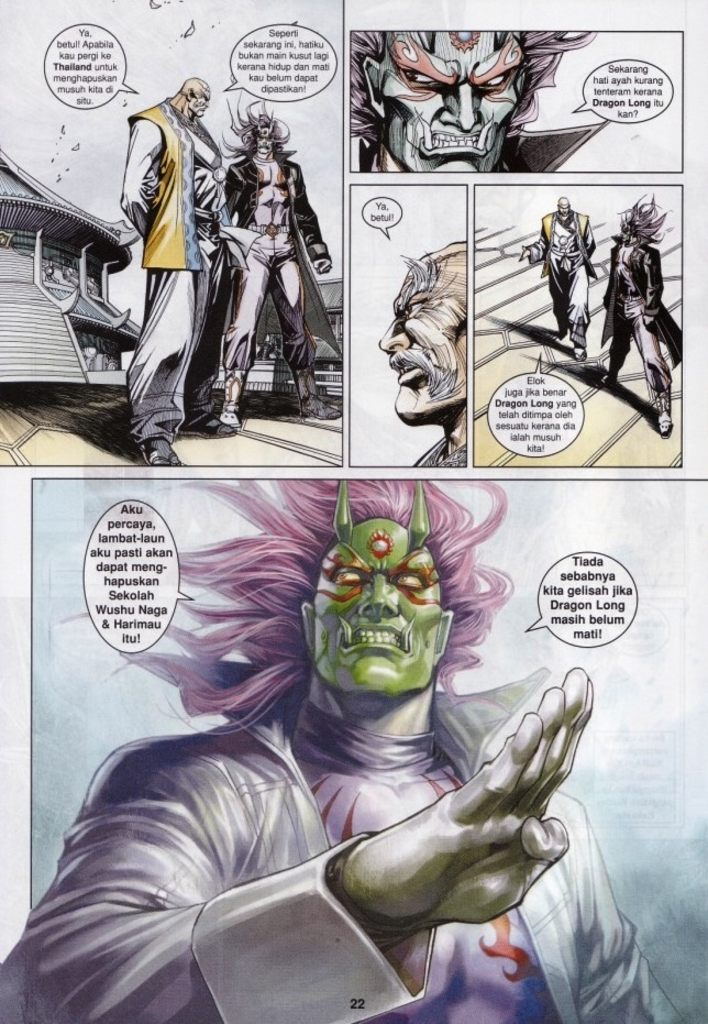 Ya,
betul! Apabila
kau pergi ke
Thailand untuk
menghapuskan
musuh kita di
situ.
Seperti
sekarang ini, hatiku
bukan main kusut lagi
kerana hidup dan mati
kau belum dapat
dipastikan!
Sekarang
hati ayah kurang
tenteram kerana
Dragon Long itu
kan?
Ya,
betul!
Elok
juga jika benar
Dragon Long yang
telah ditimpa oleh
sesuatu kerana dia
ialah musuh
kita!
Aku
percaya,
lambat-laun
aku pasti akan
dapat meng-
hapuskan
Sekolah
Wushu Naga
& Harimau
itu!
Tiada
sebabnya
kita gelisah jika
Dragon Long
masih belum
mati!
22